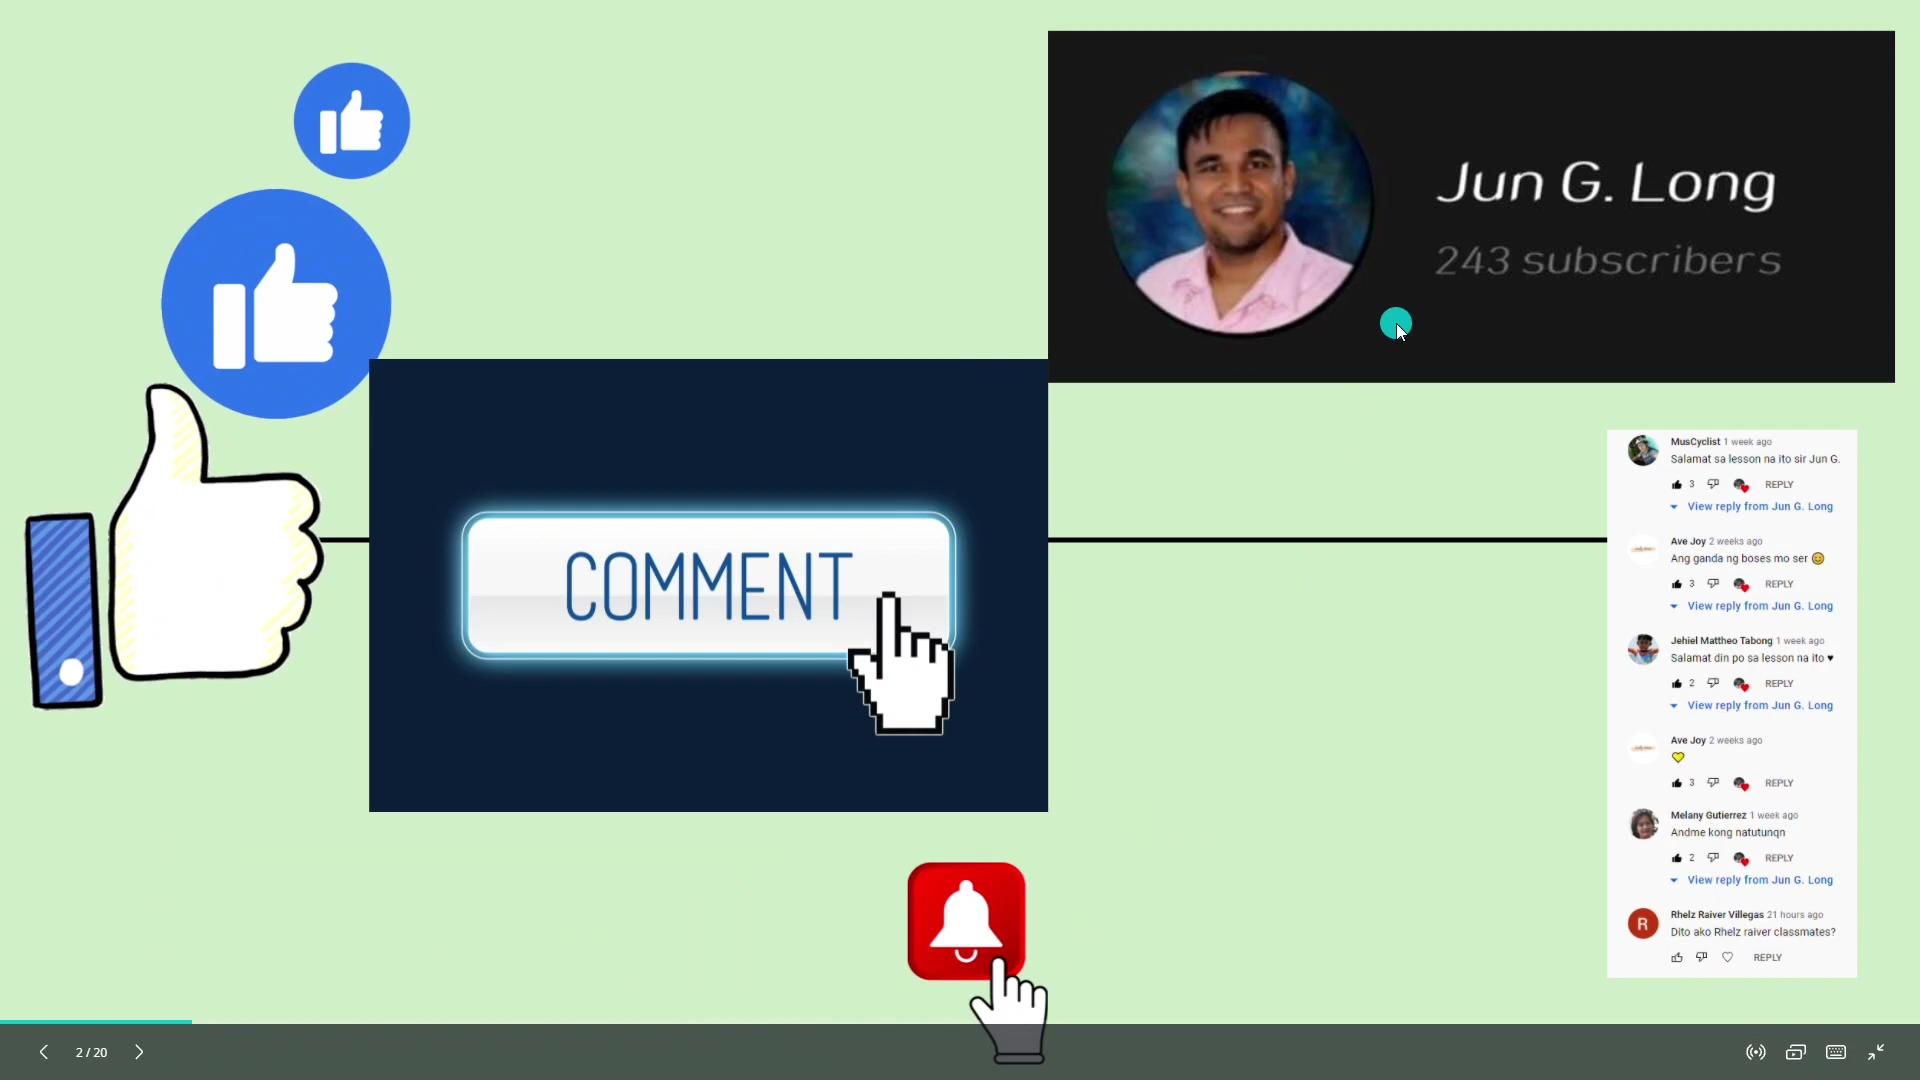 Jun G. Long
243 subscribers
COMMENT
MusCyclist 1 week ago
Salamat sa lesson na ito sir Jun G.
3 REPLY
View reply from Jun G. Long
Ave Joy 2 weeks ago
Ang ganda ng boses mo ser 😊
3 REPLY
View reply from Jun G. Long
Jehiel Mattheo Tabong 1 week ago
Salamat din po sa lesson na ito ♥
2 REPLY
View reply from Jun G. Long
Ave Joy 2 weeks ago
💛
3 REPLY
Melany Gutierrez 1 week ago
Andme kong natutunqn
2 REPLY
View reply from Jun G. Long
R
Rhelz Raiver Villegas 21 hours ago
Dito ako Rhelz raiver classmates?
REPLY
2 / 20